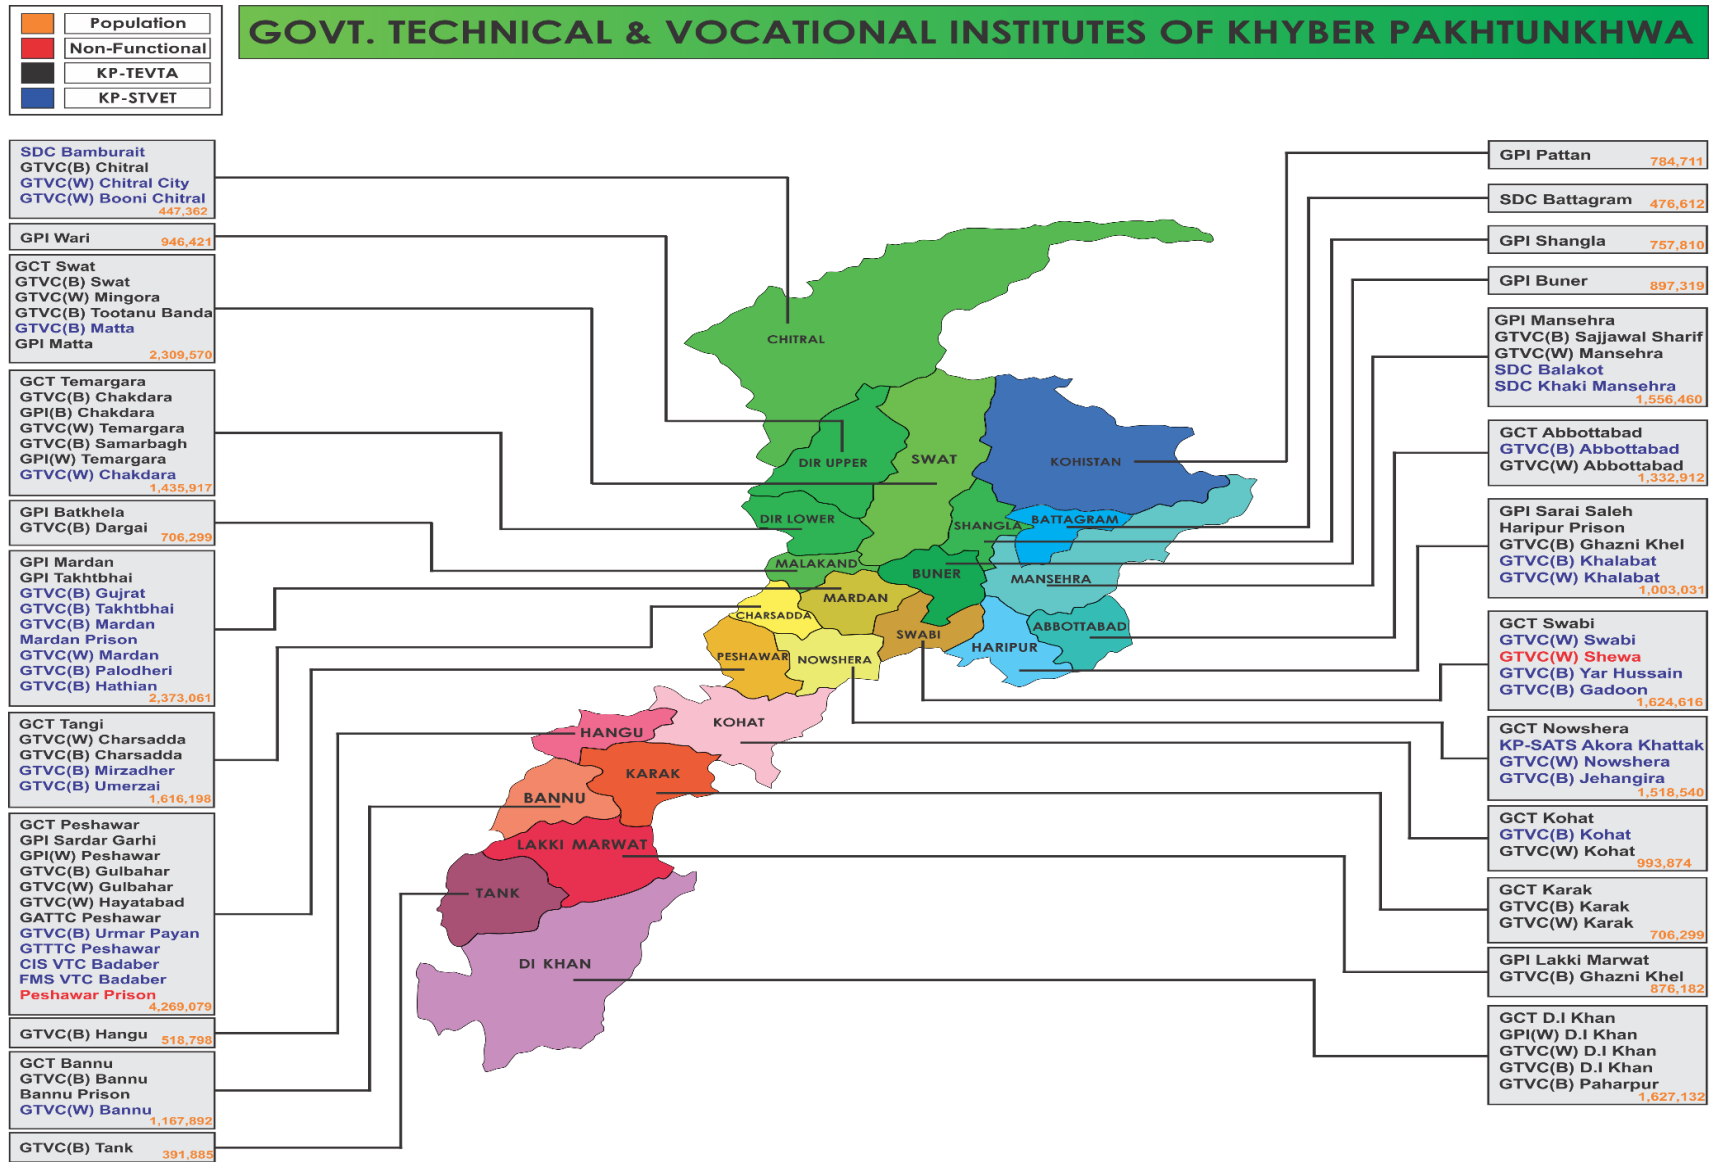 Population
Non-Functional
KP-TEVTA
KP-STVET
GOVT. TECHNICAL & VOCATIONAL INSTITUTES OF KHYBER PAKHTUNKHWA
SDC Bamburait
GTVC(B) Chitral
GTVC(W) Chitral City
GTVC(W) Booni Chitral
447,362
GPI Wari 946,421
GCT Swat
GTVC(B) Swat
GTVC(W) Mingora
GTVC(B) Tootanu Banda
GTVC(B) Matta
GPI Matta
2,309,570
GCT Temargara
GTVC(B) Chakdara
GPI(B) Chakdara
GTVC(W) Temargara
GTVC(B) Samarbagh
GPI(W) Temargara
GTVC(W) Chakdara
1,435,917
GPI Batkhela
GTVC(B) Dargai
706,299
GPI Mardan
GPI Takhtbhai
GTVC(B) Gujrat
GTVC(B) Takhtbhai
GTVC(B) Mardan
Mardan Prison
GTVC(W) Mardan
GTVC(B) Palodheri
GTVC(B) Hathian
2,373,061
GCT Tangi
GTVC(W) Charsadda
GTVC(B) Charsadda
GTVC(B) Mirzadher
GTVC(B) Umerzai
1,616,198
GCT Peshawar
GPI Sardar Garhi
GPI(W) Peshawar
GTVC(B) Gulbahar
GTVC(W) Gulbahar
GTVC(W) Hayatabad
GATTC Peshawar
GTVC(B) Urmar Payan
GTTTC Peshawar
CIS VTC Badaber
FMS VTC Badaber
Peshawar Prison
4,269,079
GTVC(B) Hangu 518,798
GCT Bannu
GTVC(B) Bannu
Bannu Prison
GTVC(W) Bannu
1,167,892
GTVC(B) Tank 391,885
CHITRAL
DIR UPPER
SWAT
KOHISTAN
DIR LOWER
SHANGLA
BATTAGRAM
MALAKAND
BUNER
MANSEHRA
MARDAN
CHARSADDA
SWABI
ABBOTTABAD
HARIPUR
PESHAWAR
NOWSHERA
KOHAT
HANGU
KARAK
BANNU
LAKKI MARWAT
TANK
DI KHAN
GPI Pattan 784,711
SDC Battagram 476,612
GPI Shangla 757,810
GPI Buner 897,319
GPI Mansehra
GTVC(B) Sajjawal Sharif
GTVC(W) Mansehra
SDC Balakot
SDC Khaki Mansehra
1,556,460
GCT Abbottabad
GTVC(B) Abbottabad
GTVC(W) Abbottabad
1,332,912
GPI Sarai Saleh
Haripur Prison
GTVC(B) Ghazni Khel
GTVC(B) Khalabat
GTVC(W) Khalabat
1,003,031
GCT Swabi
GTVC(W) Swabi
GTVC(W) Shewa
GTVC(B) Yar Hussain
GTVC(B) Gadoon
1,624,616
GCT Nowshera
KP-SATS Akora Khattak
GTVC(W) Nowshera
GTVC(B) Jehangira
1,518,540
GCT Kohat
GTVC(B) Kohat
GTVC(W) Kohat
993,874
GCT Karak
GTVC(B) Karak
GTVC(W) Karak
706,299
GPI Lakki Marwat
GTVC(B) Ghazni Khel
876,182
GCT D.I Khan
GPI(W) D.I Khan
GTVC(W) D.I Khan
GTVC(B) D.I Khan
GTVC(B) Paharpur
1,627,132